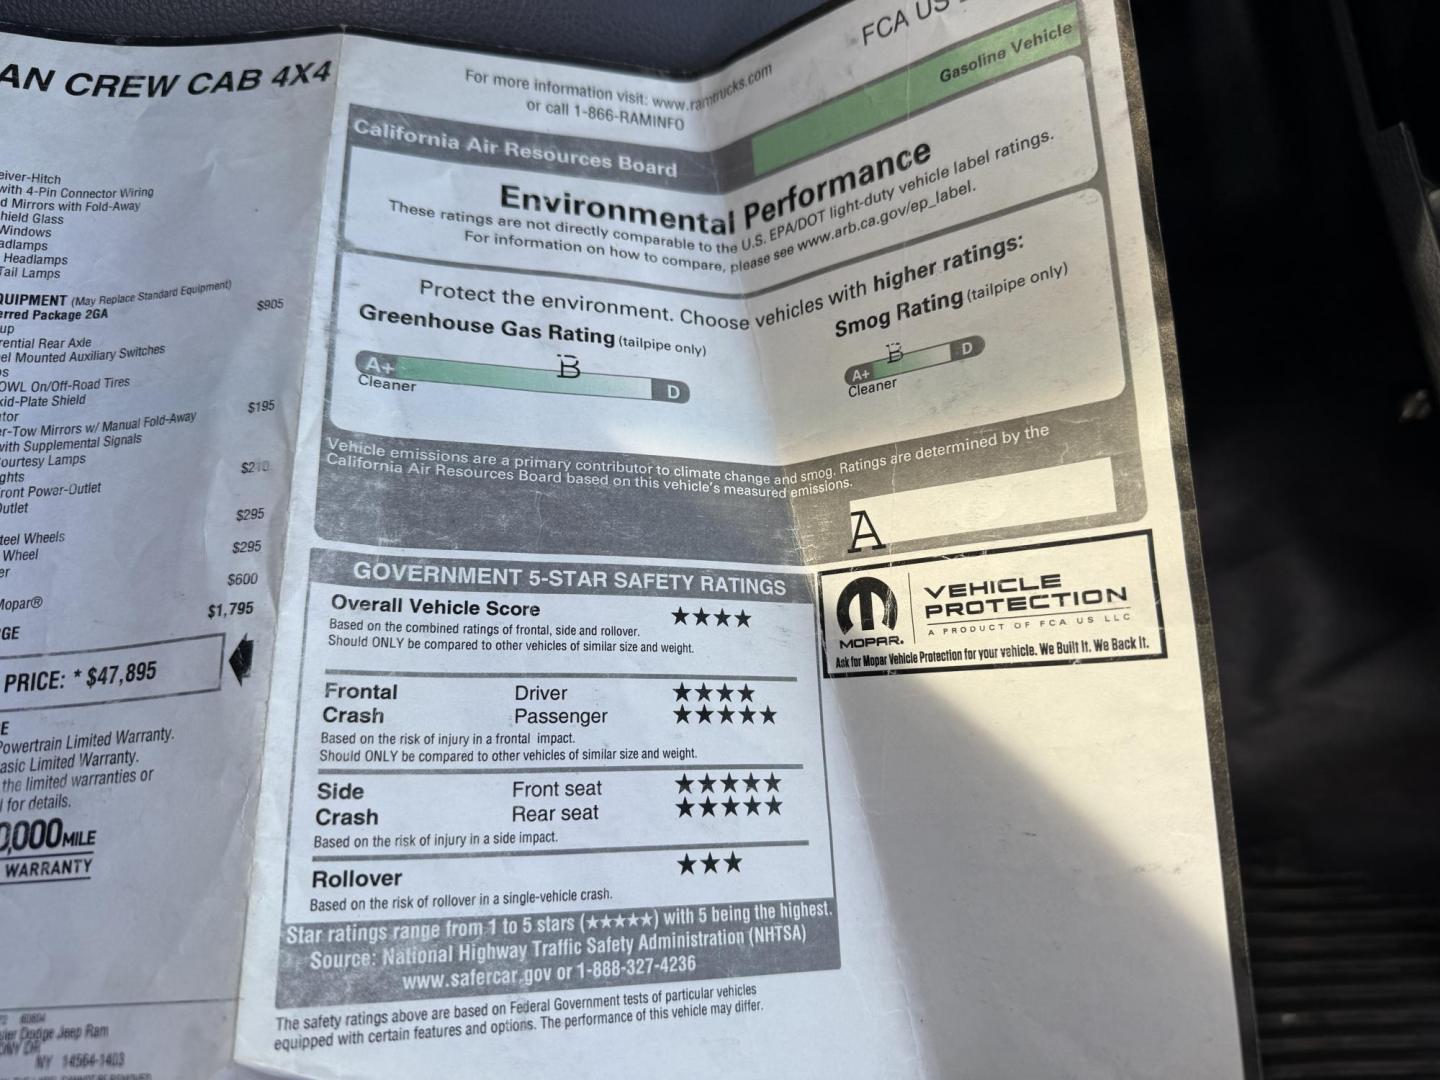 AN CREW CAB 4X4
eiver-Hitch
with 4-Pin Connector Wiring
d Mirrors with Fold-Away
hield Glass
Windows
adlamps
Headlamps
Tail Lamps
QUIPMENT (May Replace Standard Equipment)
erred Package 2GA $905
up
rential Rear Axle
el Mounted Auxiliary Switches
ps
OWL On/Off-Road Tires
kid-Plate Shield
tor $195
er-Tow Mirrors w/ Manual Fold-Away
with Supplemental Signals
ourtesy Lamps
ghts $210
ront Power-Outlet
Outlet
$295
teel Wheels
Wheel $295
er
$600
Mopar®
GE $1,795
PRICE: * $47,895
E
Powertrain Limited Warranty.
asic Limited Warranty.
the limited warranties or
l for details.
0,000 MILE
WARRANTY
Dodge Jeep Ram
NY 14564-1403
For more information visit: www.ramtrucks.com
or call 1-866-RAMINFO
FCA US
Gasoline Vehicle
California Air Resources Board
Environmental Performance
These ratings are not directly comparable to the U.S. EPA/DOT light-duty vehicle label ratings.
For information on how to compare, please see www.arb.ca.gov/ep_label.
Protect the environment. Choose vehicles with higher ratings:
Greenhouse Gas Rating (tailpipe only)
A+ B D
Cleaner
Smog Rating (tailpipe only)
A+ B D
Cleaner
Vehicle emissions are a primary contributor to climate change and smog. Ratings are determined by the
California Air Resources Board based on this vehicle's measured emissions.
A
GOVERNMENT 5-STAR SAFETY RATINGS
Overall Vehicle Score ★★★★
Based on the combined ratings of frontal, side and rollover.
Should ONLY be compared to other vehicles of similar size and weight.
Frontal Driver ★★★★
Crash Passenger ★★★★★
Based on the risk of injury in a frontal impact.
Should ONLY be compared to other vehicles of similar size and weight.
Side Front seat ★★★★★
Crash Rear seat ★★★★★
Based on the risk of injury in a side impact.
Rollover ★★★
Based on the risk of rollover in a single-vehicle crash.
Star ratings range from 1 to 5 stars (★★★★★) with 5 being the highest.
Source: National Highway Traffic Safety Administration (NHTSA)
www.safercar.gov or 1-888-327-4236
The safety ratings above are based on Federal Government tests of particular vehicles
equipped with certain features and options. The performance of this vehicle may differ.
MOPAR.
VEHICLE
PROTECTION
A PRODUCT OF FCA US LLC
Ask for Mopar Vehicle Protection for your vehicle. We Built It. We Back It.